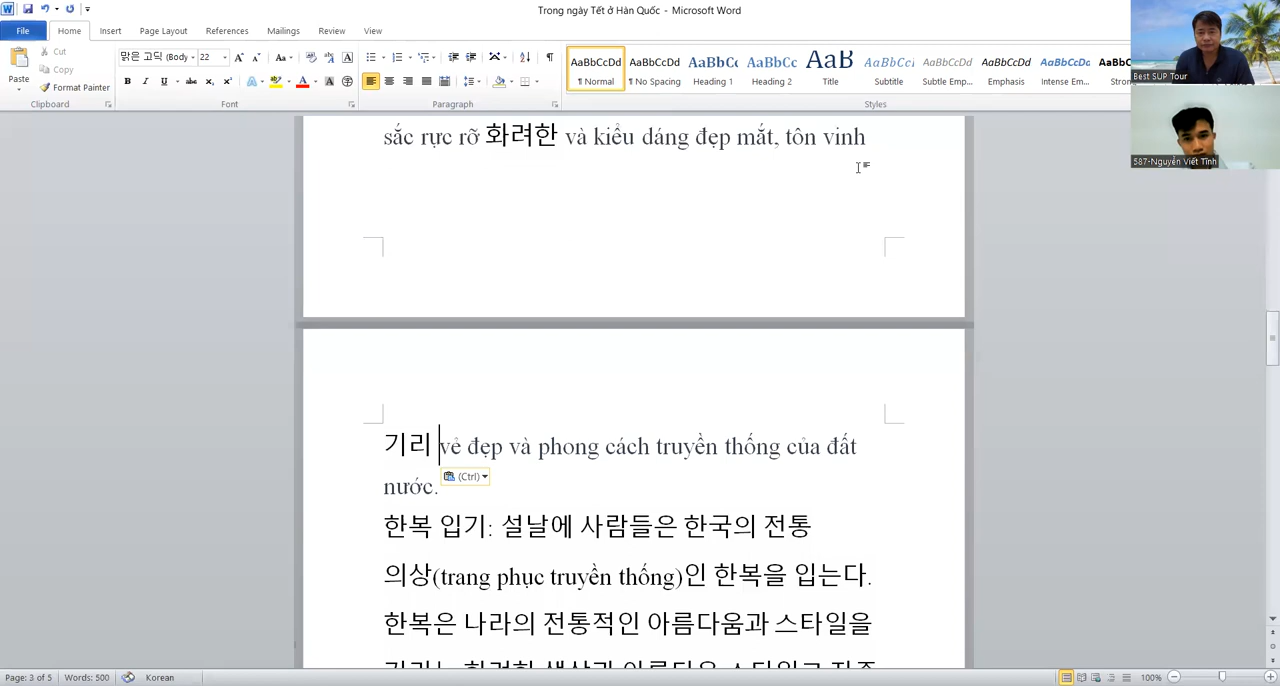 Trong ngày Tết ở Hàn Quốc - Microsoft Word
File Home Insert Page Layout References Mailings Review View
Cut
Copy
Format Painter
Paste
맑은 고딕 (Body 22
Clipboard Font Paragraph Styles
AaBbCcDd AaBbCcDd AaBbC AaBbCc AaB AaBbCcl AaBbCcDd AaBbCcDd AaBbCcDd AaBbC
¶ Normal ¶ No Spacing Heading 1 Heading 2 Title Subtitle Subtle Emp... Emphasis Intense Em... Stron
Best SUP Tour
587-Nguyễn Viết Tĩnh
sắc rực rỡ 화려한 và kiểu dáng đẹp mắt, tôn vinh
기리 vẻ đẹp và phong cách truyền thống của đất
(Ctrl)
nước.
한복 입기: 설날에 사람들은 한국의 전통
의상(trang phục truyền thống)인 한복을 입는다.
한복은 나라의 전통적인 아름다움과 스타일을
Page: 3 of 5 Words: 500 Korean 100%